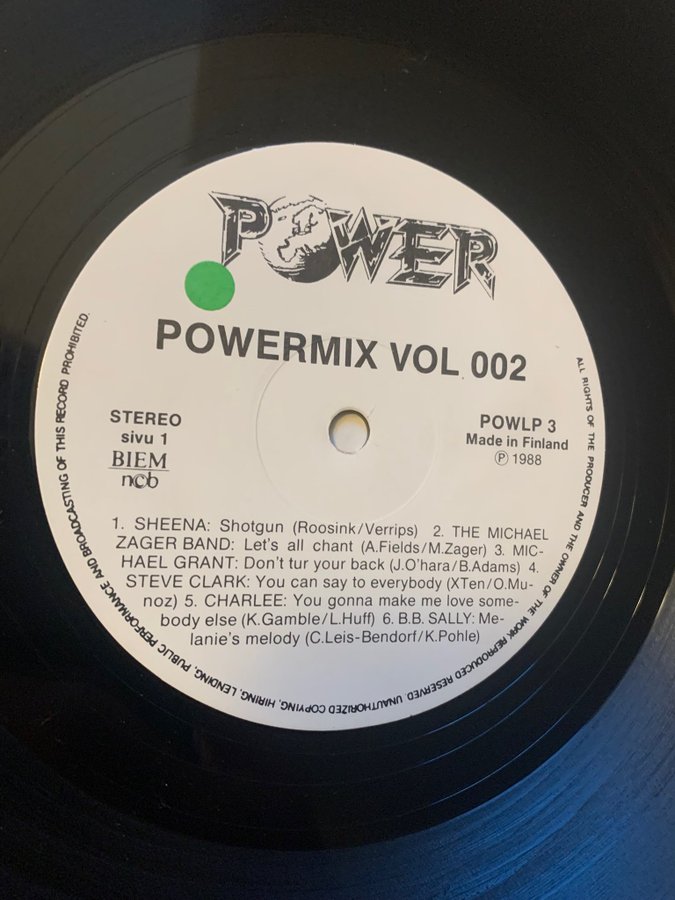 POWER
POWERMIX VOL. 002
STEREO
sivu 1
BIEM
ncb
POWLP 3
Made in Finland
Ⓟ 1988
1. SHEENA: Shotgun (Roosink/Verrips) 2. THE MICHAEL
ZAGER BAND: Let's all chant (A.Fields/M.Zager) 3. MIC-
HAEL GRANT: Don't tur your back (J.O'hara/B.Adams) 4.
STEVE CLARK: You can say to everybody (XTen/O.Mu-
noz) 5. CHARLEE: You gonna make me love some-
body else (K.Gamble/L.Huff) 6. B.B. SALLY: Me-
lanie's melody (C.Leis-Bendorf/K.Pohle)
ALL RIGHTS OF THE PRODUCER AND THE OWNER OF THE WORK REPRODUCED RESERVED. UNAUTHORIZED COPYING, HIRING, LENDING, PUBLIC PERFORMANCE AND BROADCASTING OF THIS RECORD PROHIBITED.